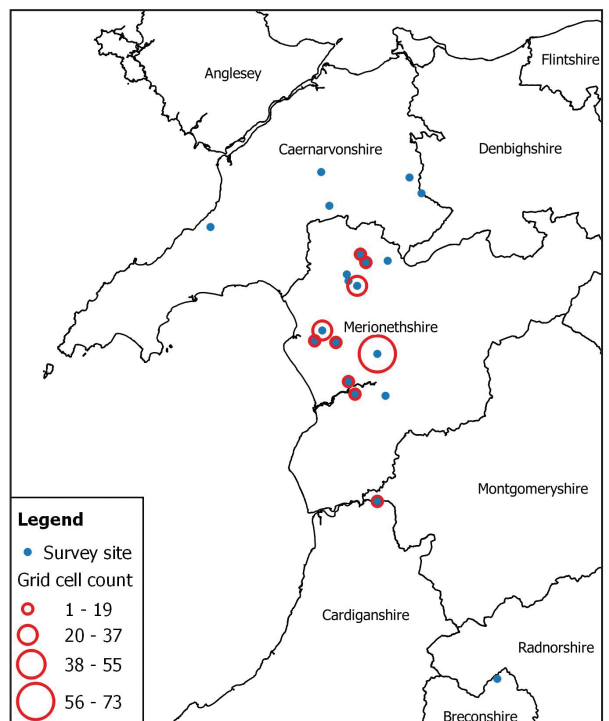 Flintshire
Anglesey
Caernarvonshire
Denbighshire
Merionethshire
Montgomeryshire
Legend
Survey site
Grid cell count
1 - 19
20 - 37
38 - 55
56 - 73
Cardiganshire
Radnorshire
Breconshire